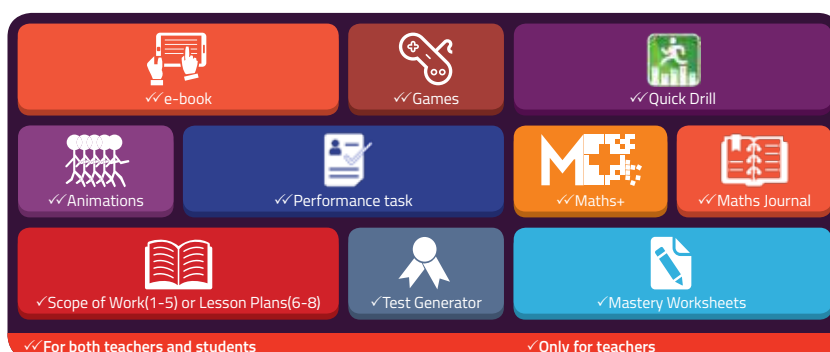 ✓✓e-book
✓✓Games
✓✓Quick Drill
✓✓Animations
✓✓Performance task
✓✓Maths+
✓✓Maths Journal
✓Scope of Work(1-5) or Lesson Plans(6-8)
✓Test Generator
✓Mastery Worksheets
✓✓For both teachers and students
✓Only for teachers